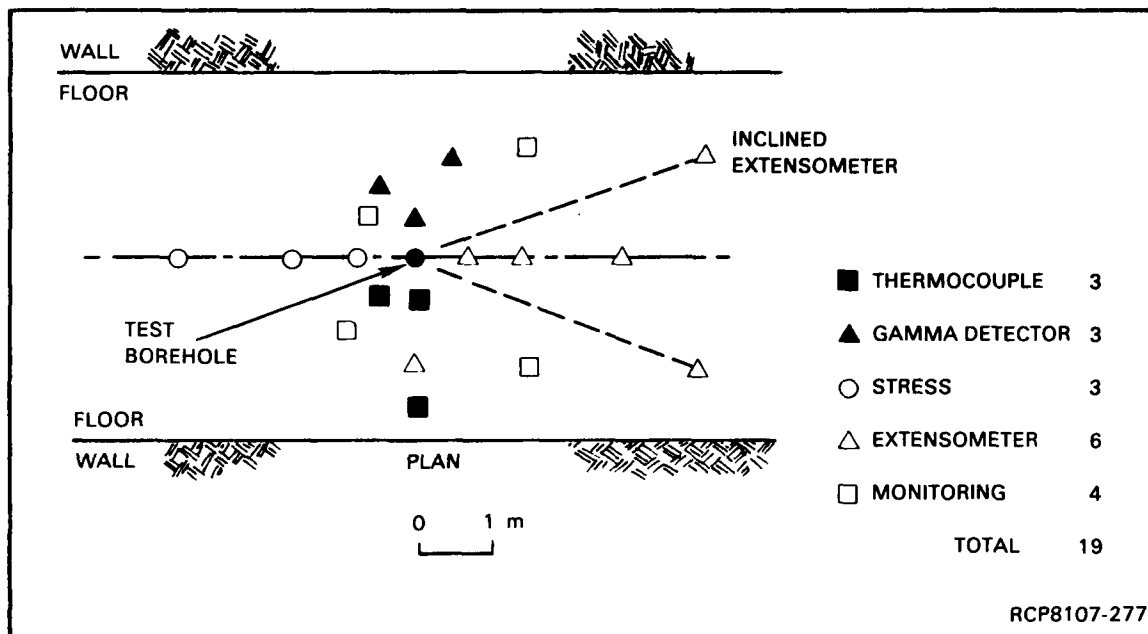 WALL
FLOOR
INCLINED
EXTENSOMETER
TEST
BOREHOLE
FLOOR
WALL
PLAN
0 1 m
THERMOCOUPLE 3
GAMMA DETECTOR 3
STRESS 3
EXTENSOMETER 6
MONITORING 4
TOTAL 19
RCP8107-277